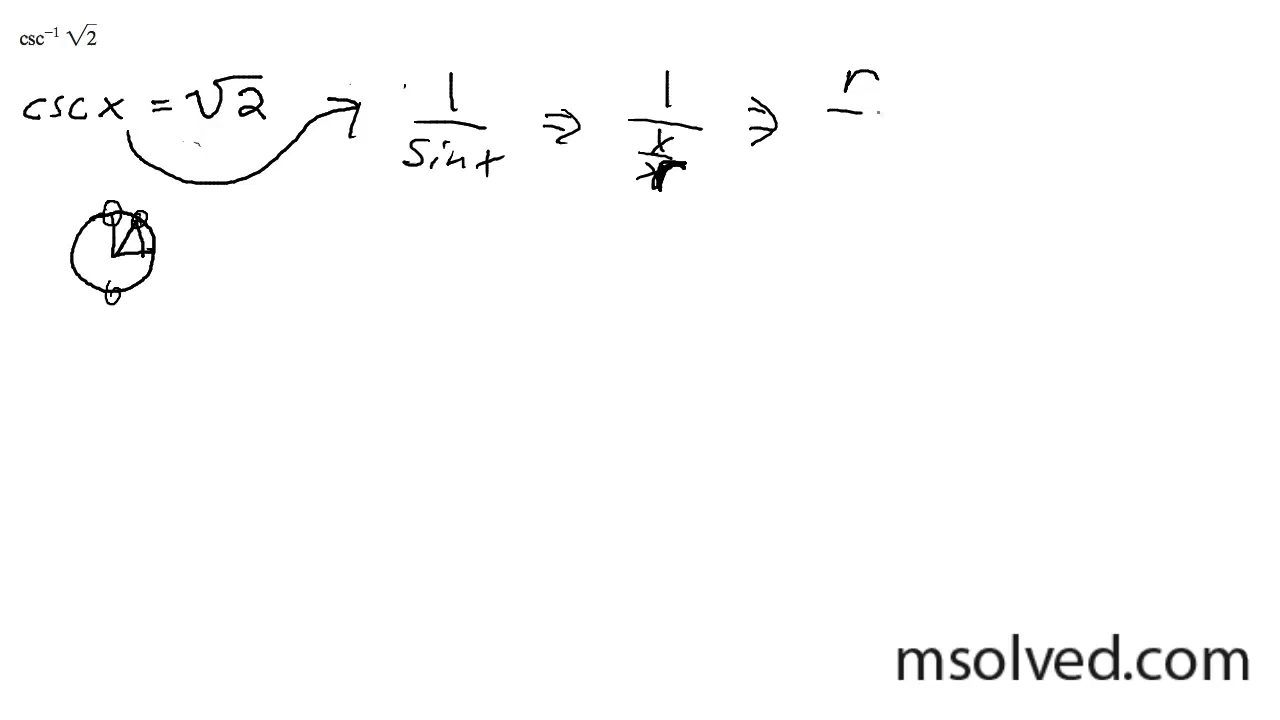 csc⁻¹ √2
csc x = √2 → 1/sin x ⇒ 1/(x/r) ⇒ r/
msolved.com